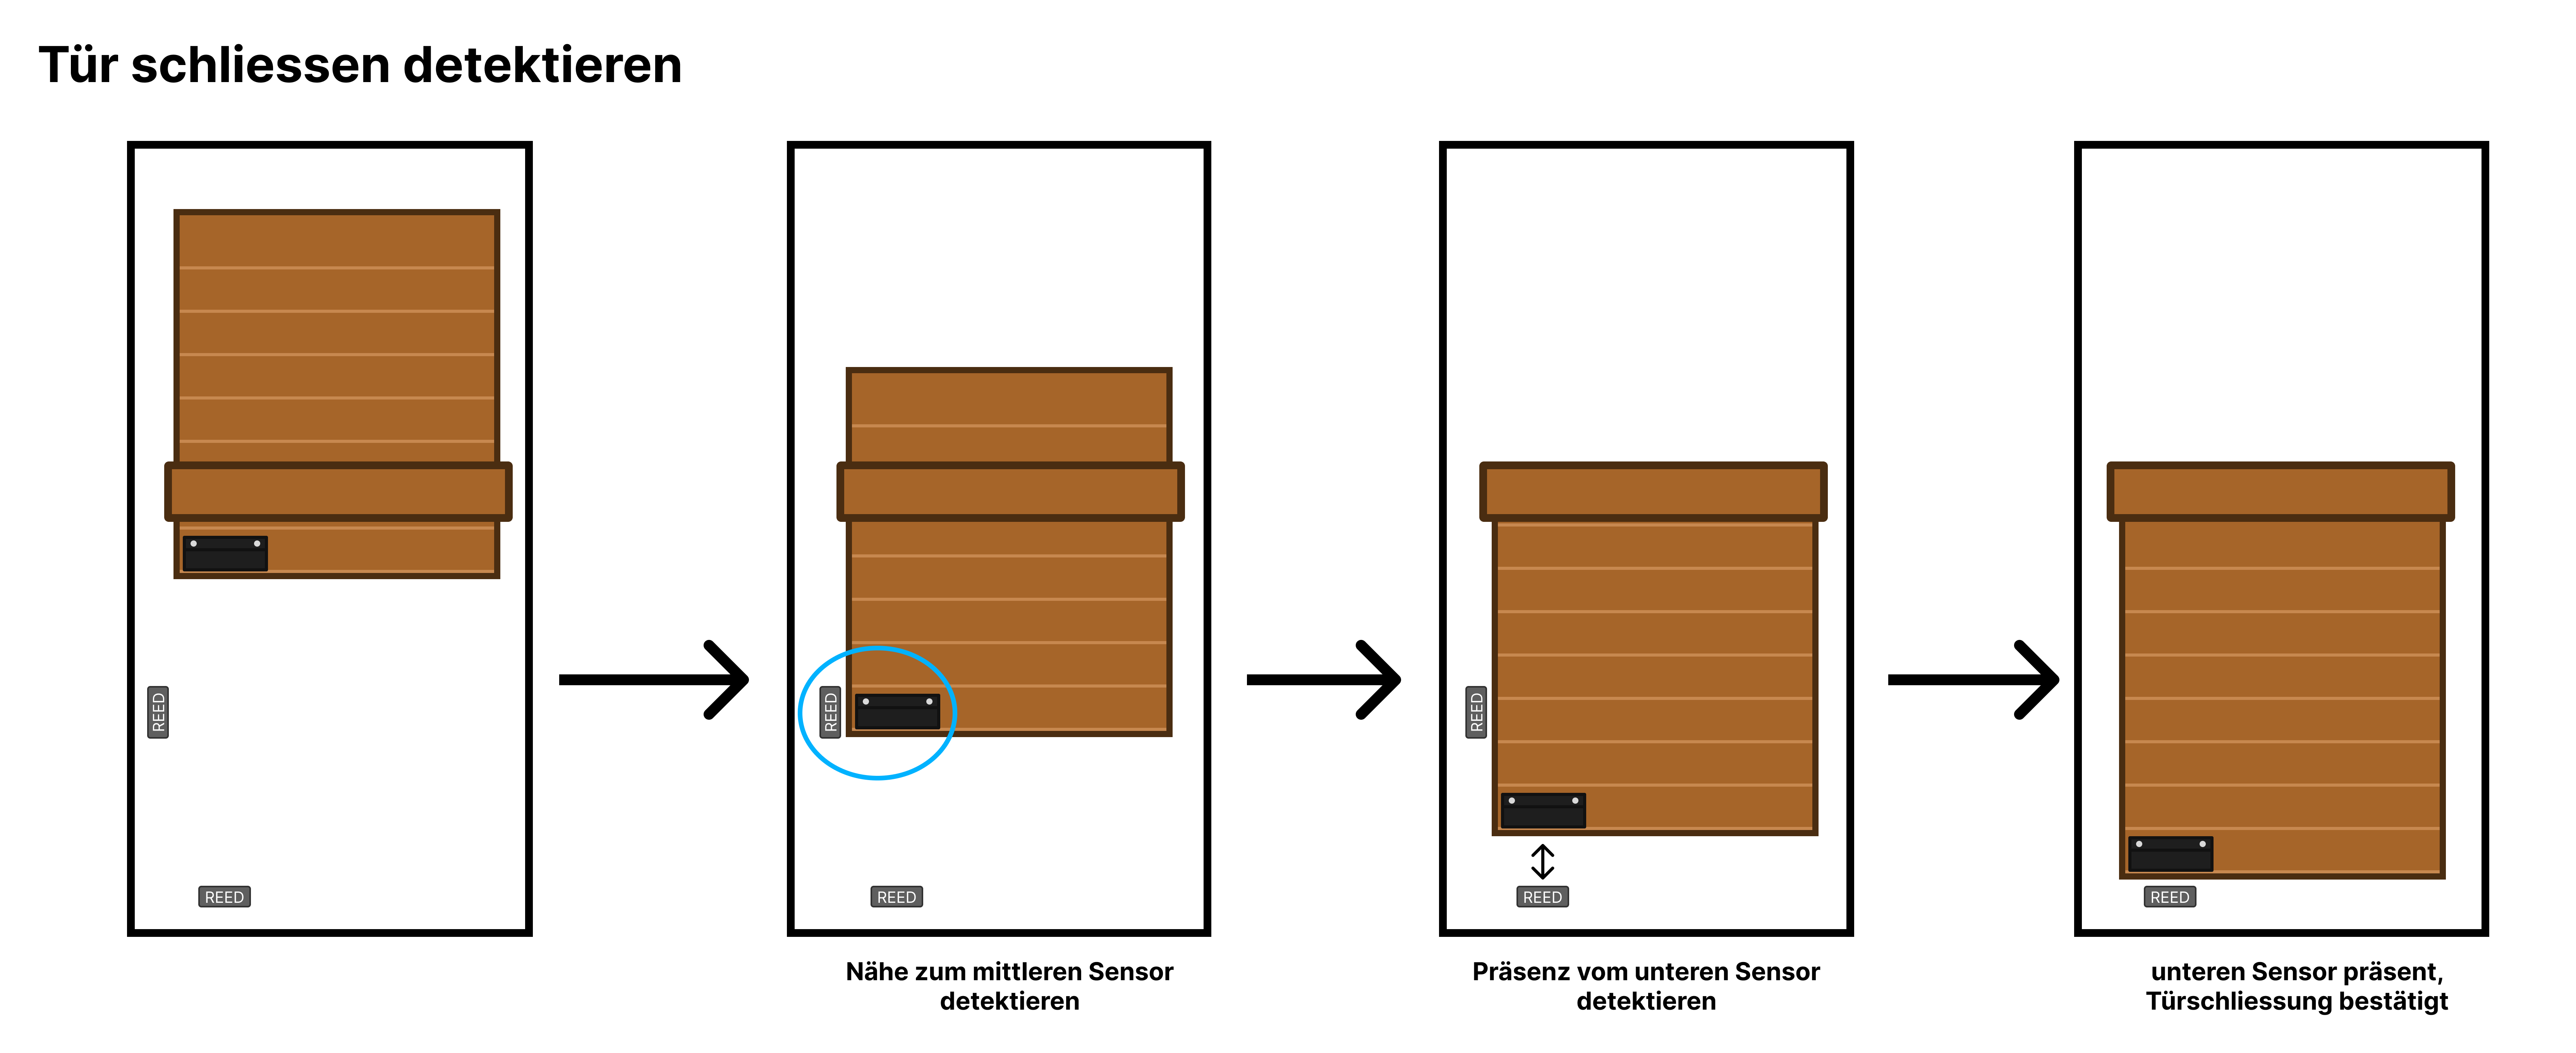 Tür schliessen detektieren
REED
REED
REED
REED
REED
REED
REED
Nähe zum mittleren Sensor
detektieren
Präsenz vom unteren Sensor
detektieren
unteren Sensor präsent,
Türschliessung bestätigt